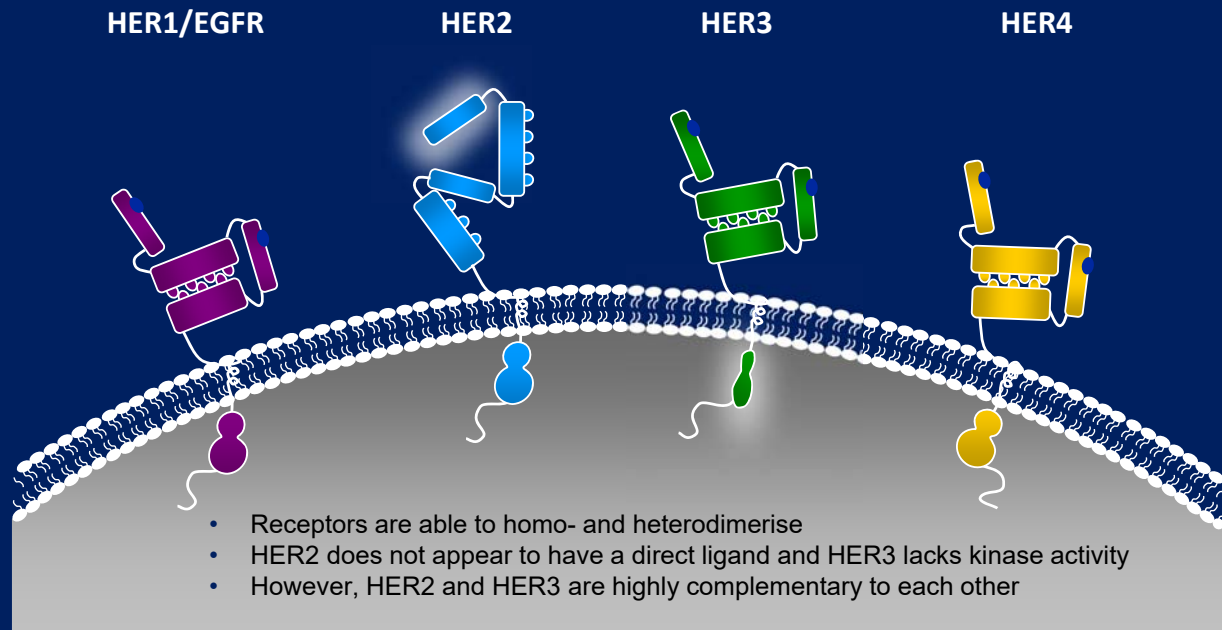 HER1/EGFR HER2 HER3 HER4
• Receptors are able to homo- and heterodimerise
• HER2 does not appear to have a direct ligand and HER3 lacks kinase activity
• However, HER2 and HER3 are highly complementary to each other